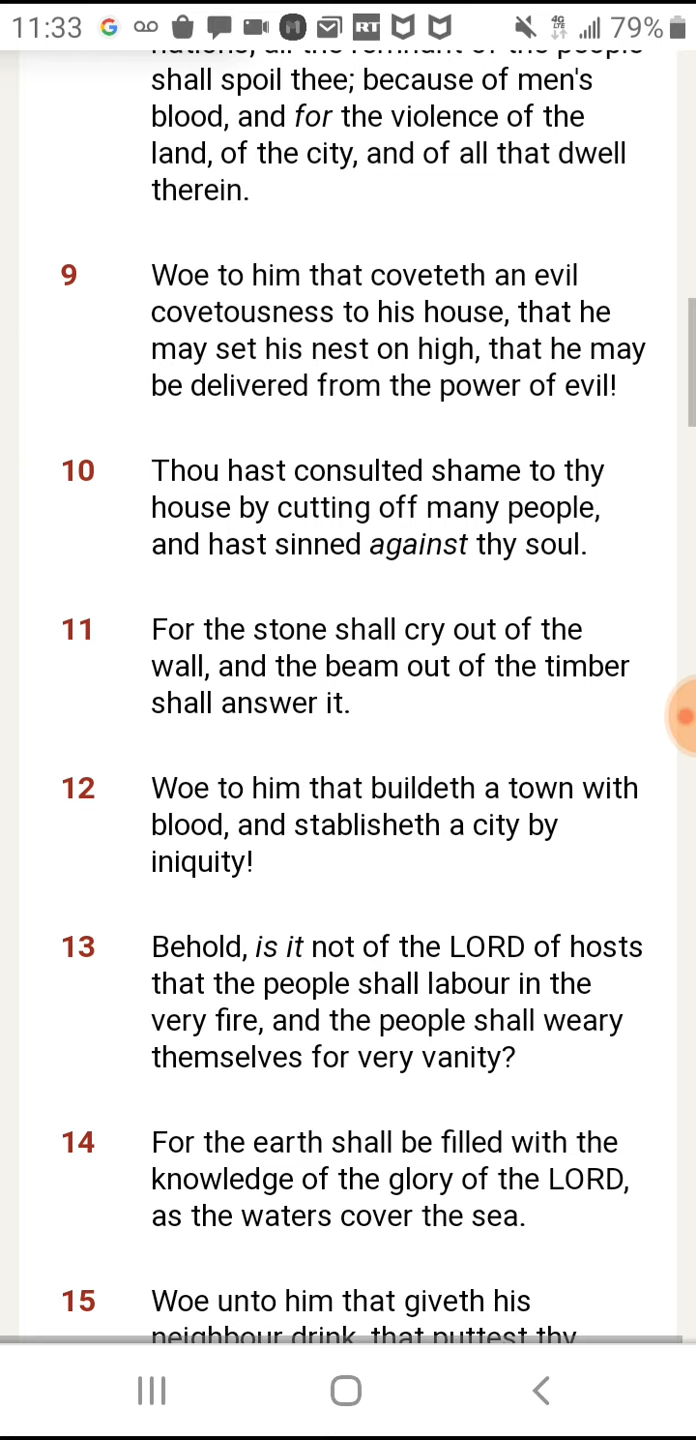 11:33
G
RT
4G
LTE
79%
shall spoil thee; because of men's
blood, and for the violence of the
land, of the city, and of all that dwell
therein.
9 Woe to him that coveteth an evil
covetousness to his house, that he
may set his nest on high, that he may
be delivered from the power of evil!
10 Thou hast consulted shame to thy
house by cutting off many people,
and hast sinned against thy soul.
11 For the stone shall cry out of the
wall, and the beam out of the timber
shall answer it.
12 Woe to him that buildeth a town with
blood, and stablisheth a city by
iniquity!
13 Behold, is it not of the LORD of hosts
that the people shall labour in the
very fire, and the people shall weary
themselves for very vanity?
14 For the earth shall be filled with the
knowledge of the glory of the LORD,
as the waters cover the sea.
15 Woe unto him that giveth his
neighbour drink, that puttest thy